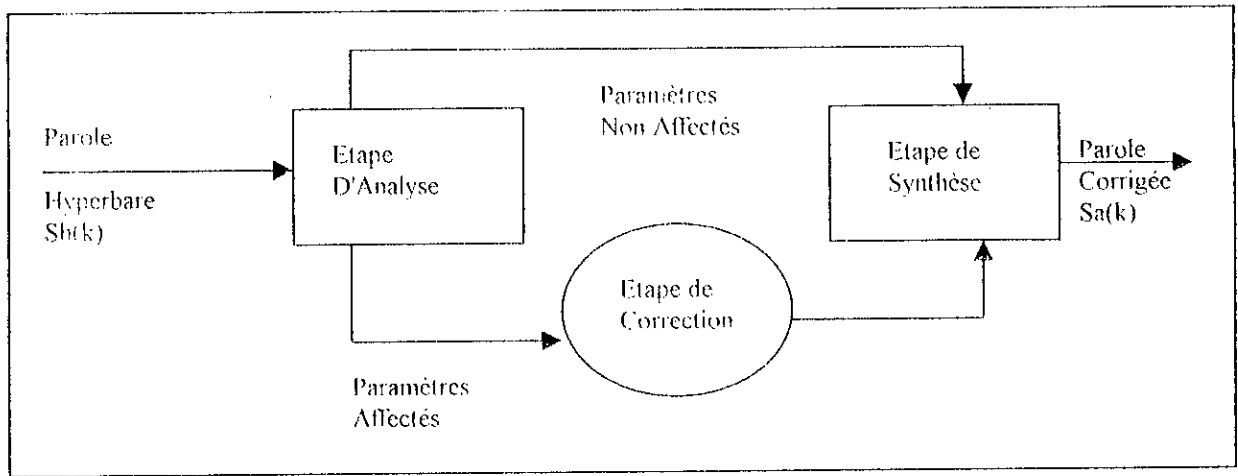 Paramètres
Non Affectés
Parole
Hyperbare
Sh(k)
Etape
D'Analyse
Etape de
Synthèse
Parole
Corrigée
Sa(k)
Etape de
Correction
Paramètres
Affectés